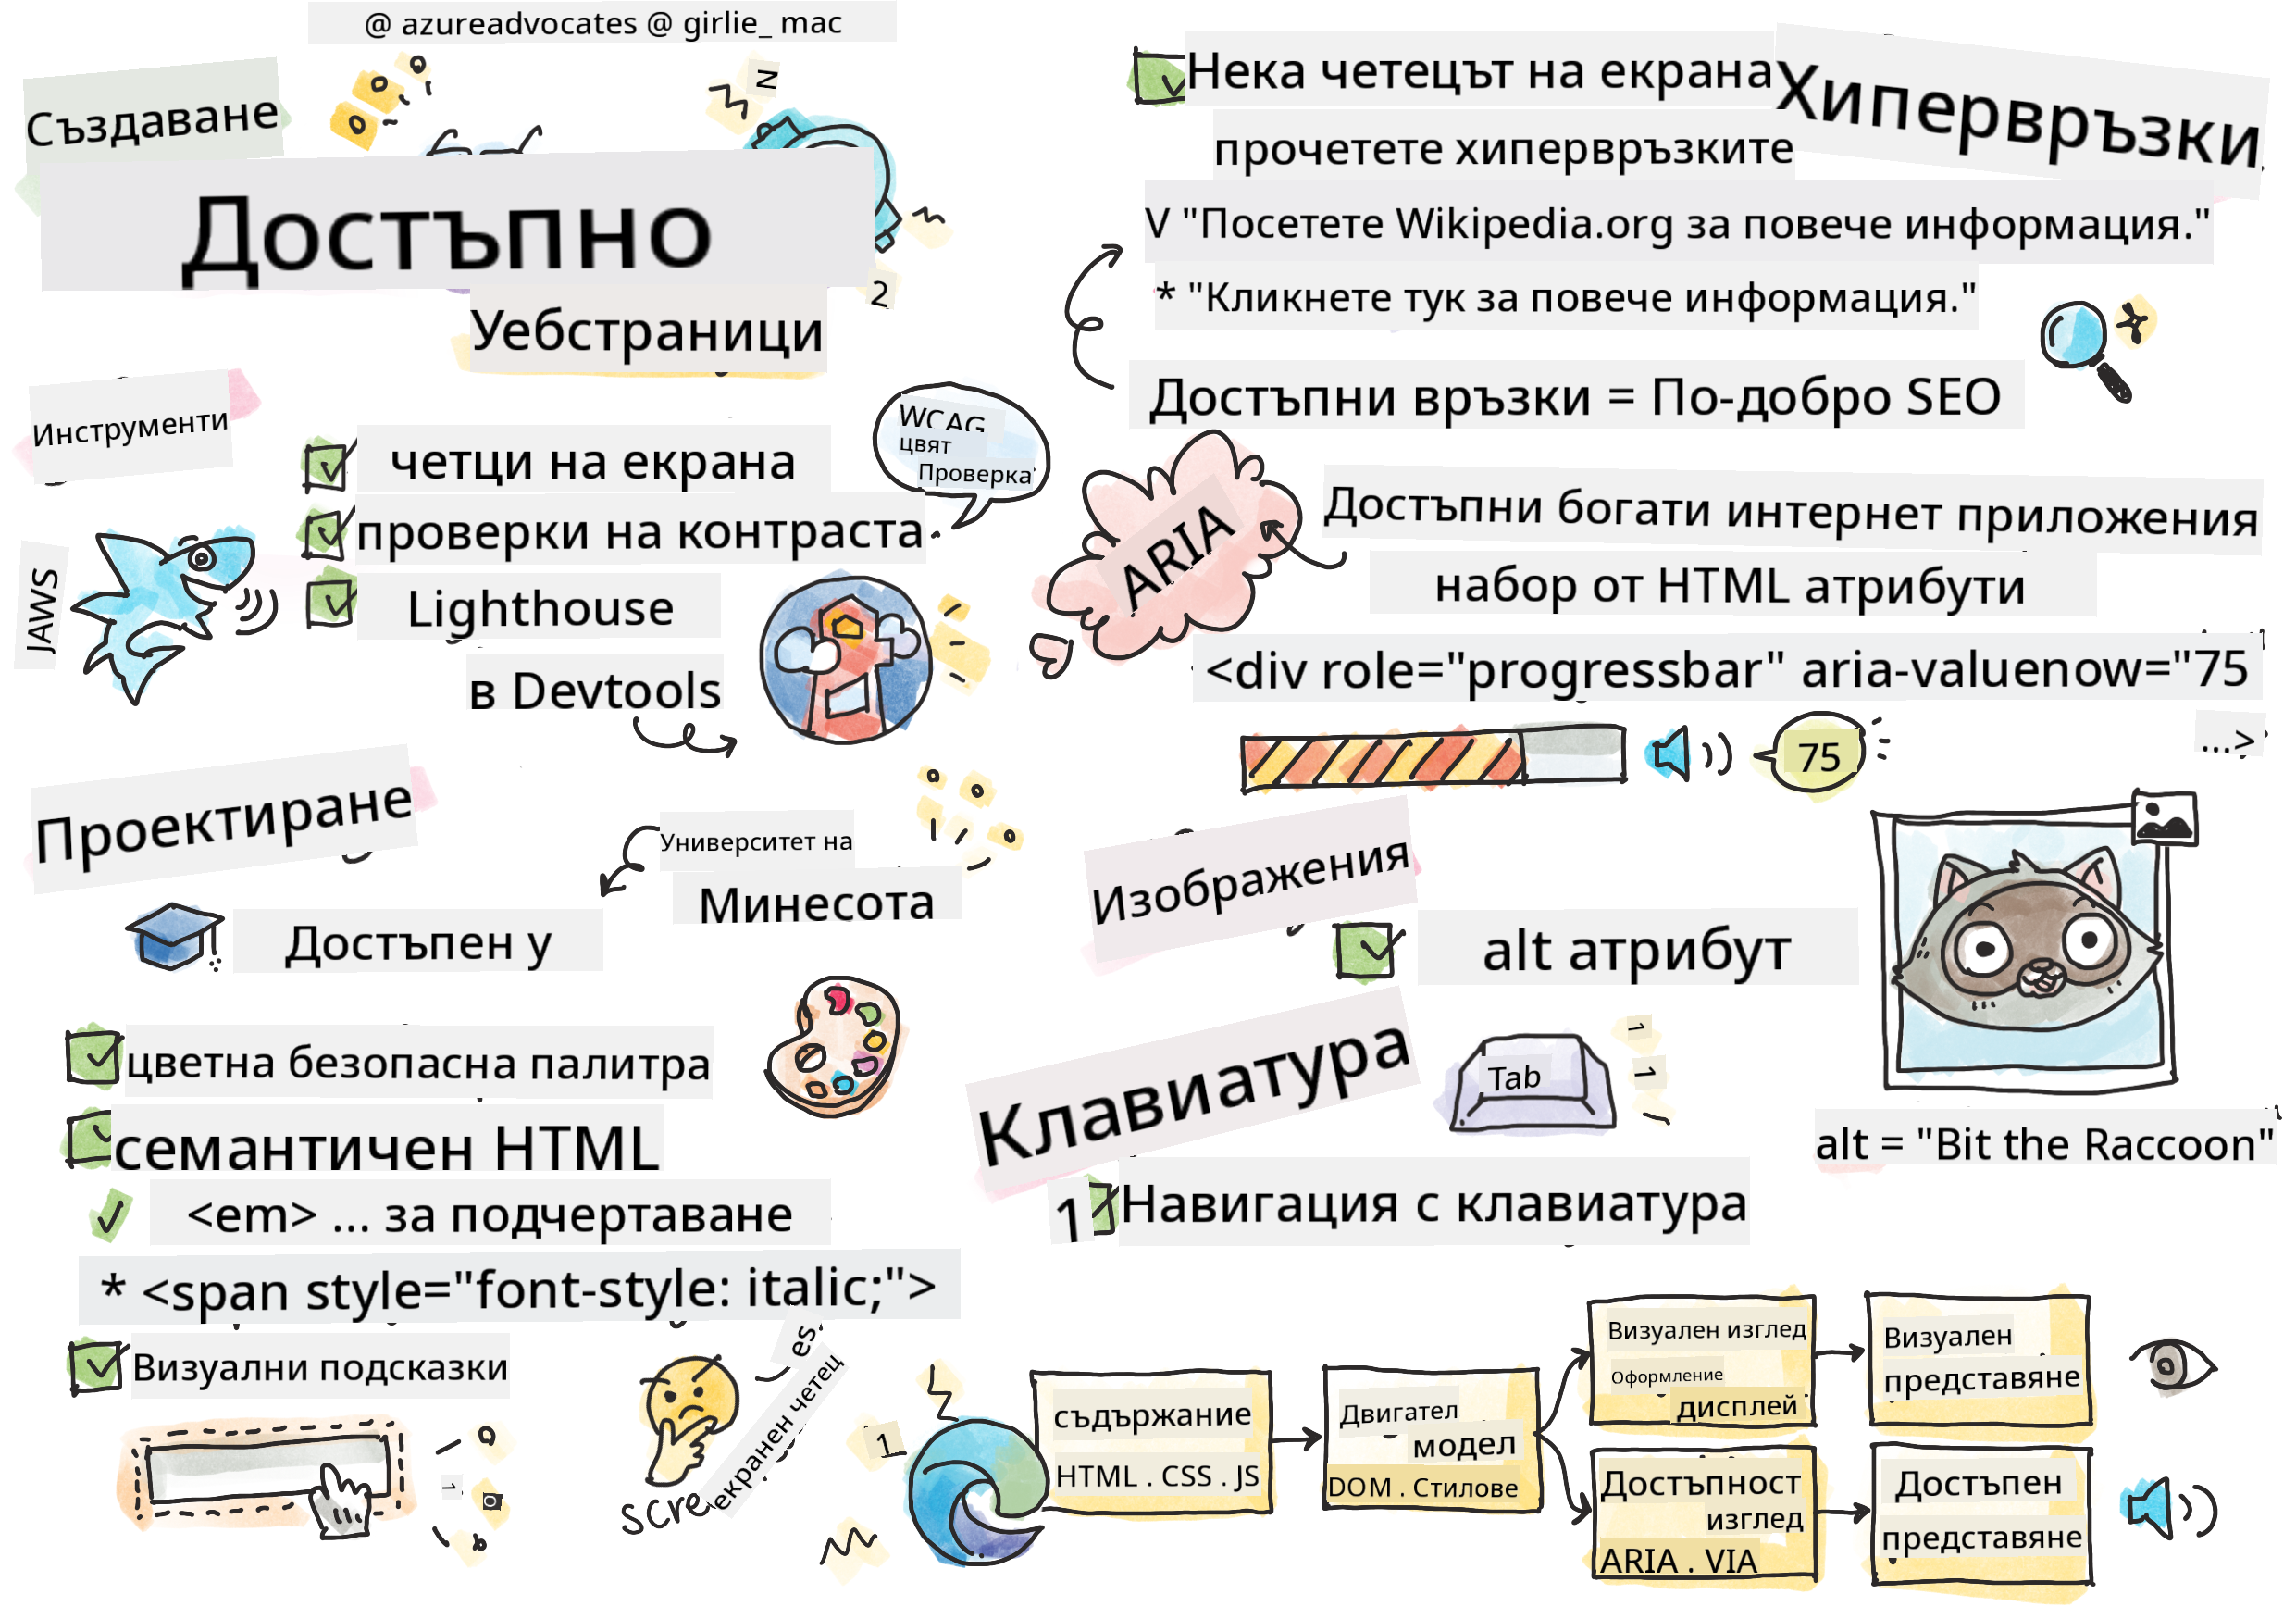 @ azureadvocates @ girlie_ mac
Създаване
Достъпно
Уебстраници
N
2
Инструменти
четци на екрана
проверки на контраста
Lighthouse
в Devtools
JAWS
WCAG
цвят
Проверка
Проектиране
Университет на
Минесота
Достъпен у
цветна безопасна палитра
семантичен HTML
<em> ... за подчертаване
* <span style="font-style: italic;">
Визуални подсказки
1
es
scre
екранен четец
Хипервръзки
Нека четецът на екрана
прочетете хипервръзките
V "Посетете Wikipedia.org за повече информация."
* "Кликнете тук за повече информация."
Достъпни връзки = По-добро SEO
ARIA
Достъпни богати интернет приложения
набор от HTML атрибути
<div role="progressbar" aria-valuenow="75
...>
75
Изображения
alt атрибут
alt = "Bit the Raccoon"
Клавиатура
Tab
1
1
1
Навигация с клавиатура
1
съдържание
HTML . CSS . JS
Двигател
модел
DOM . Стилове
Визуален изглед
Оформление
дисплей
Визуален
представяне
Достъпност
изглед
ARIA . VIA
Достъпен
представяне